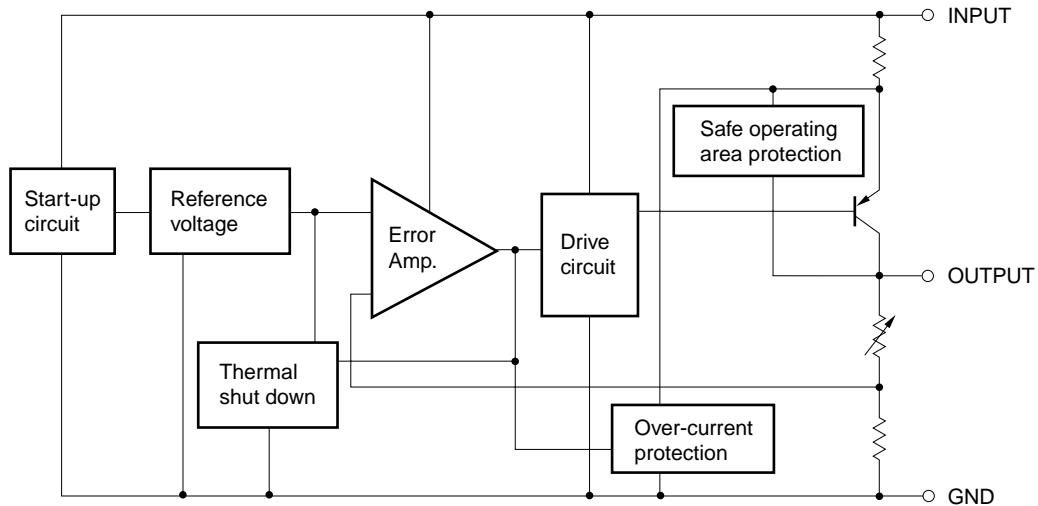 INPUT
Safe operating
area protection
Start-up
circuit
Reference
voltage
Error
Amp.
Drive
circuit
OUTPUT
Thermal
shut down
Over-current
protection
GND